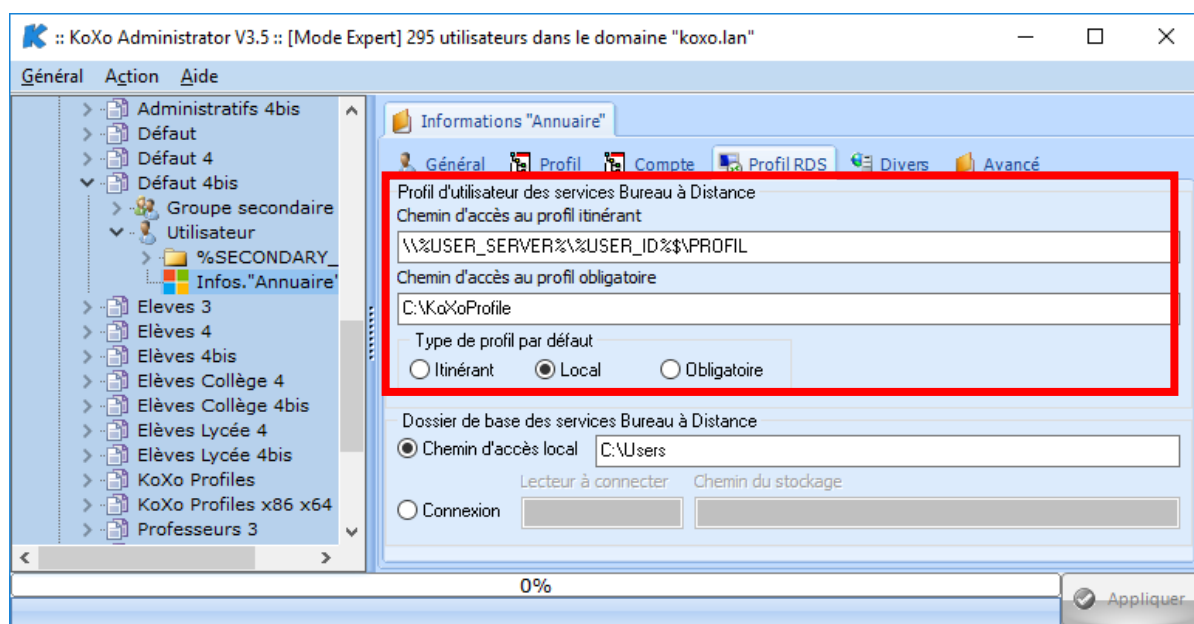 :: KoXo Administrator V3.5 :: [Mode Expert] 295 utilisateurs dans le domaine "koxo.lan"
Général Action Aide
Administratifs 4bis
Défaut
Défaut 4
Défaut 4bis
Groupe secondaire
Utilisateur
%SECONDARY_
Infos."Annuaire'
Eleves 3
Elèves 4
Elèves 4bis
Elèves Collège 4
Elèves Collège 4bis
Elèves Lycée 4
Elèves Lycée 4bis
KoXo Profiles
KoXo Profiles x86 x64
Professeurs 3
Informations "Annuaire"
Général Profil Compte Profil RDS Divers Avancé
Profil d'utilisateur des services Bureau à Distance
Chemin d'accès au profil itinérant
\\%USER_SERVER%\%USER_ID%$\PROFIL
Chemin d'accès au profil obligatoire
C:\KoXoProfile
Type de profil par défaut
Itinérant Local Obligatoire
Dossier de base des services Bureau à Distance
Chemin d'accès local C:\Users
Lecteur à connecter Chemin du stockage
Connexion
0%
Appliquer